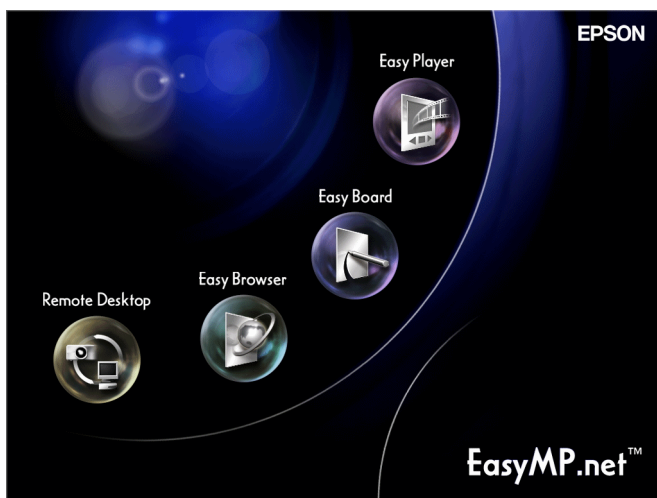 EPSON
Easy Player
Easy Board
Easy Browser
Remote Desktop
EasyMP.net™